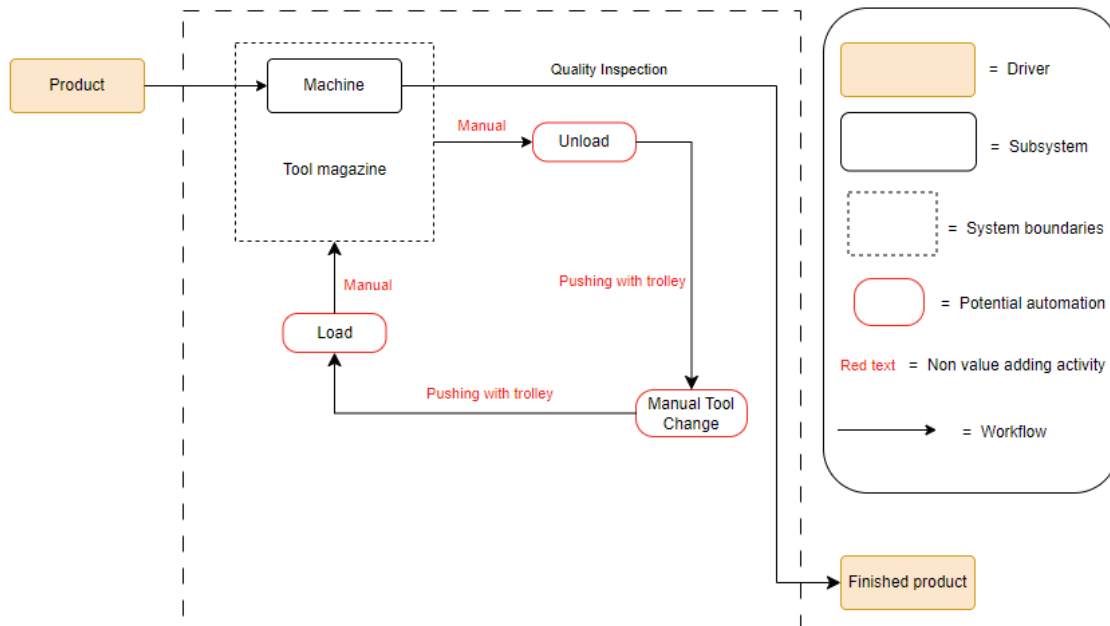 Product
Machine
Tool magazine
Quality Inspection
Manual
Unload
Pushing with trolley
Manual
Load
Pushing with trolley
Manual Tool
Change
Finished product
= Driver
= Subsystem
= System boundaries
= Potential automation
Red text = Non value adding activity
= Workflow